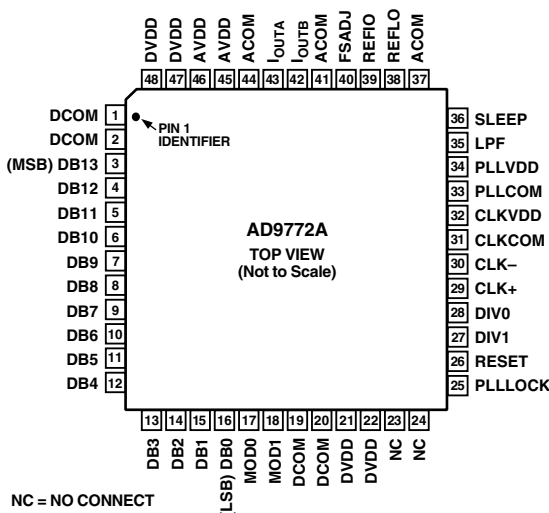 DVDD DVDD AVDD AVDD ACOM IOUTA IOUTB ACOM FSADJ REFIO REFLO ACOM
48 47 46 45 44 43 42 41 40 39 38 37
DCOM 1
DCOM 2
(MSB) DB13 3
DB12 4
DB11 5
DB10 6
DB9 7
DB8 8
DB7 9
DB6 10
DB5 11
DB4 12
PIN 1
IDENTIFIER
AD9772A
TOP VIEW
(Not to Scale)
36 SLEEP
35 LPF
34 PLLVDD
33 PLLCOM
32 CLKVDD
31 CLKCOM
30 CLK–
29 CLK+
28 DIV0
27 DIV1
26 RESET
25 PLLLOCK
13 14 15 16 17 18 19 20 21 22 23 24
DB3 DB2 DB1 (LSB) DB0 MOD0 MOD1 DCOM DCOM DVDD DVDD NC NC
NC = NO CONNECT